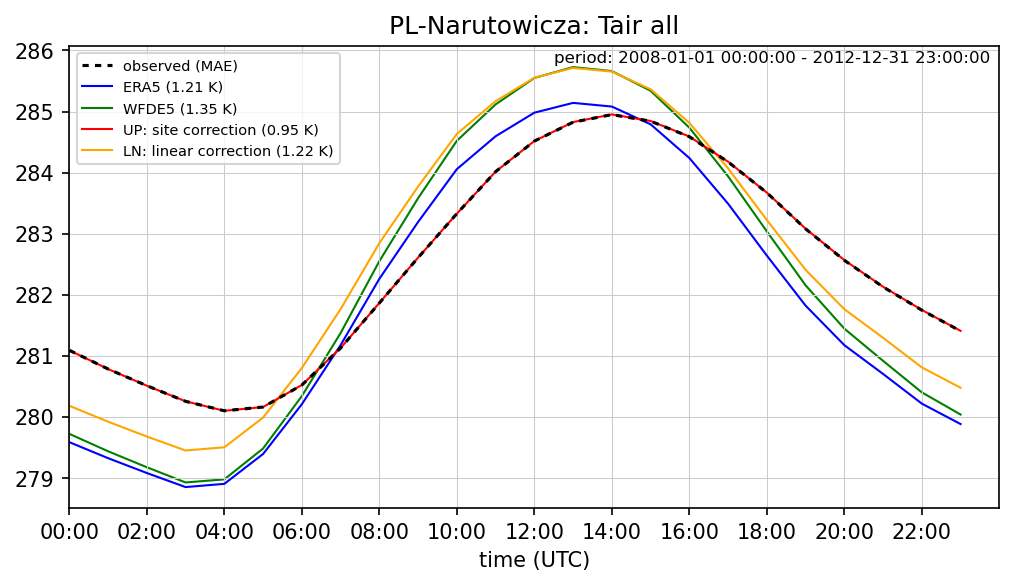 PL-Narutowicza: Tair all
period: 2008-01-01 00:00:00 - 2012-12-31 23:00:00
observed (MAE)
ERA5 (1.21 K)
WFDE5 (1.35 K)
UP: site correction (0.95 K)
LN: linear correction (1.22 K)
286
285
284
283
282
281
280
279
00:00 02:00 04:00 06:00 08:00 10:00 12:00 14:00 16:00 18:00 20:00 22:00
time (UTC)